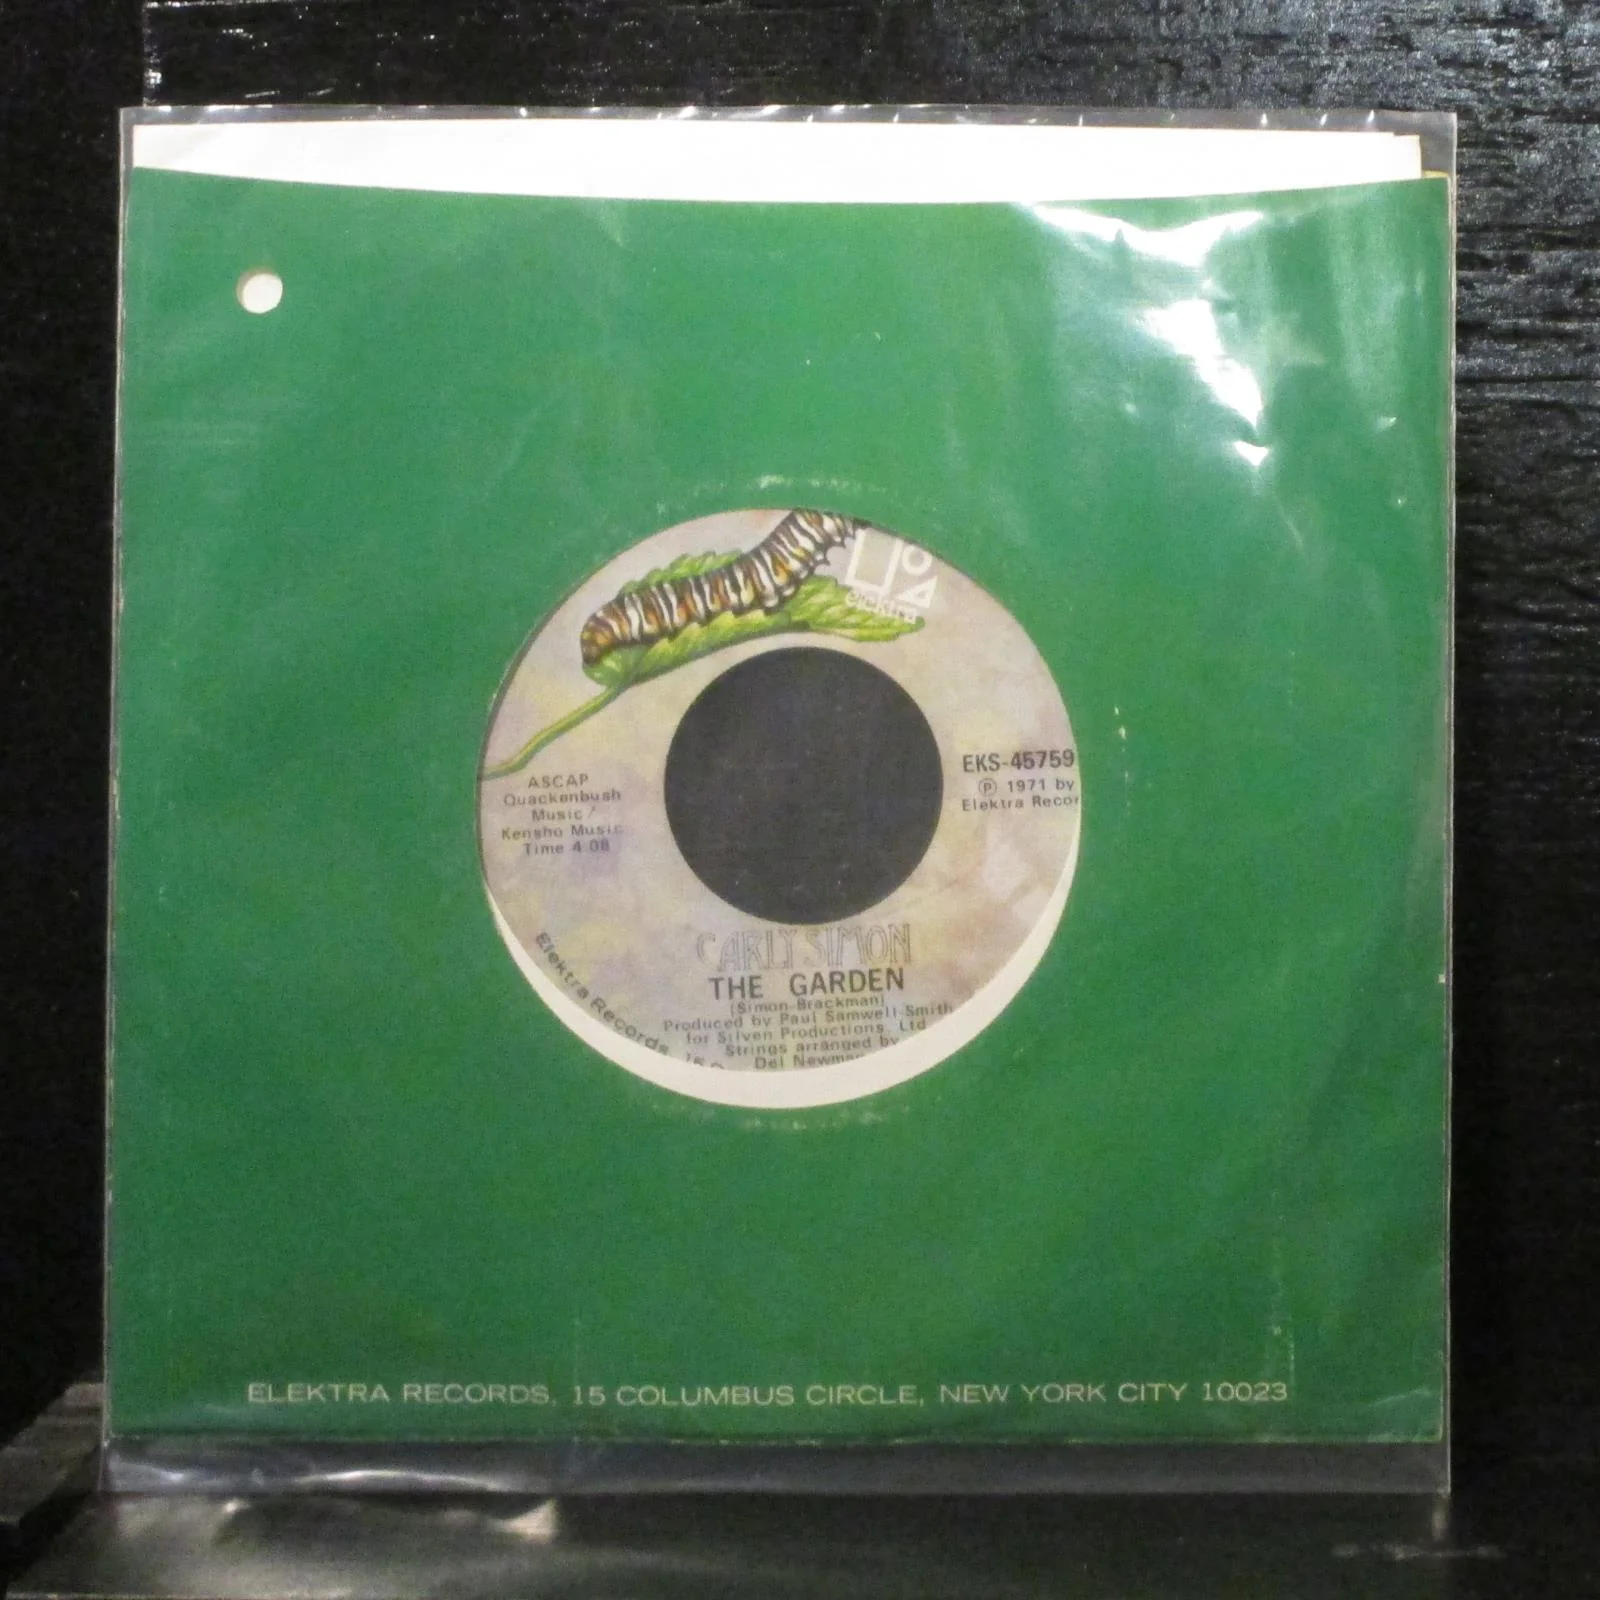 elektra
ASCAP
Quackenbush
Music/
Kensho Music
Time 4:08
EKS-45759
Ⓟ 1971 by
Elektra Recor
CARLY SIMON
THE GARDEN
(Simon-Brackman)
Produced by Paul Samwell-Smith
for Silven Productions, Ltd
Strings arranged by
Del Newman
Elektra Records 15
ELEKTRA RECORDS, 15 COLUMBUS CIRCLE, NEW YORK CITY 10023